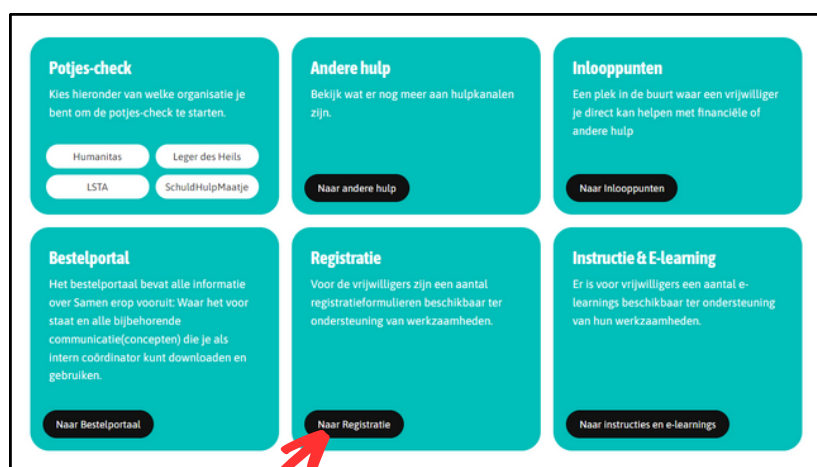 Potjes-check
Kies hieronder van welke organisatie je
bent om de potjes-check te starten.
Humanitas
Leger des Heils
LSTA
SchuldHulpMaatje
Andere hulp
Bekijk wat er nog meer aan hulpkanalen
zijn.
Naar andere hulp
Inlooppunten
Een plek in de buurt waar een vrijwilliger
je direct kan helpen met financiële of
andere hulp
Naar Inlooppunten
Bestelportal
Het bestelportaal bevat alle informatie
over Samen erop vooruit: Waar het voor
staat en alle bijbehorende
communicatie(concepten) die je als
intern coördinator kunt downloaden en
gebruiken.
Naar Bestelportaal
Registratie
Voor de vrijwilligers zijn een aantal
registratieformulieren beschikbaar ter
ondersteuning van werkzaamheden.
Naar Registratie
Instructie & E-learning
Er is voor vrijwilligers een aantal e-
learnings beschikbaar ter ondersteuning
van hun werkzaamheden.
Naar instructies en e-learnings